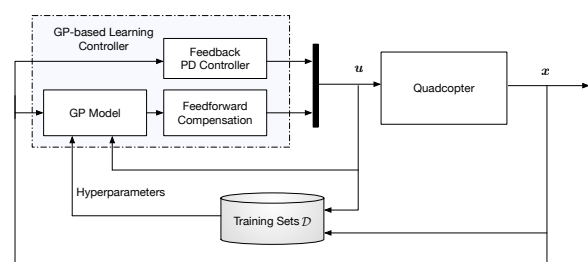 GP-based Learning
Controller
Feedback
PD Controller
u
x
Quadcopter
GP Model
Feedforward
Compensation
Hyperparameters
Training Sets 𝒟